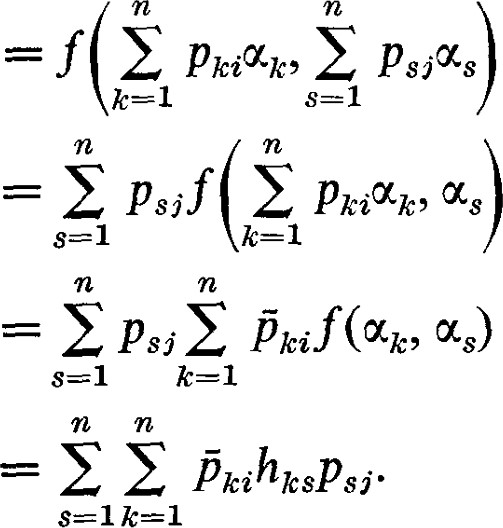 = f(∑_{k=1}^{n} p_{ki}α_k, ∑_{s=1}^{n} p_{sj}α_s)
= ∑_{s=1}^{n} p_{sj} f(∑_{k=1}^{n} p_{ki}α_k, α_s)
= ∑_{s=1}^{n} p_{sj} ∑_{k=1}^{n} p̄_{ki} f(α_k, α_s)
= ∑_{s=1}^{n} ∑_{k=1}^{n} p̄_{ki}h_{ks}p_{sj}.